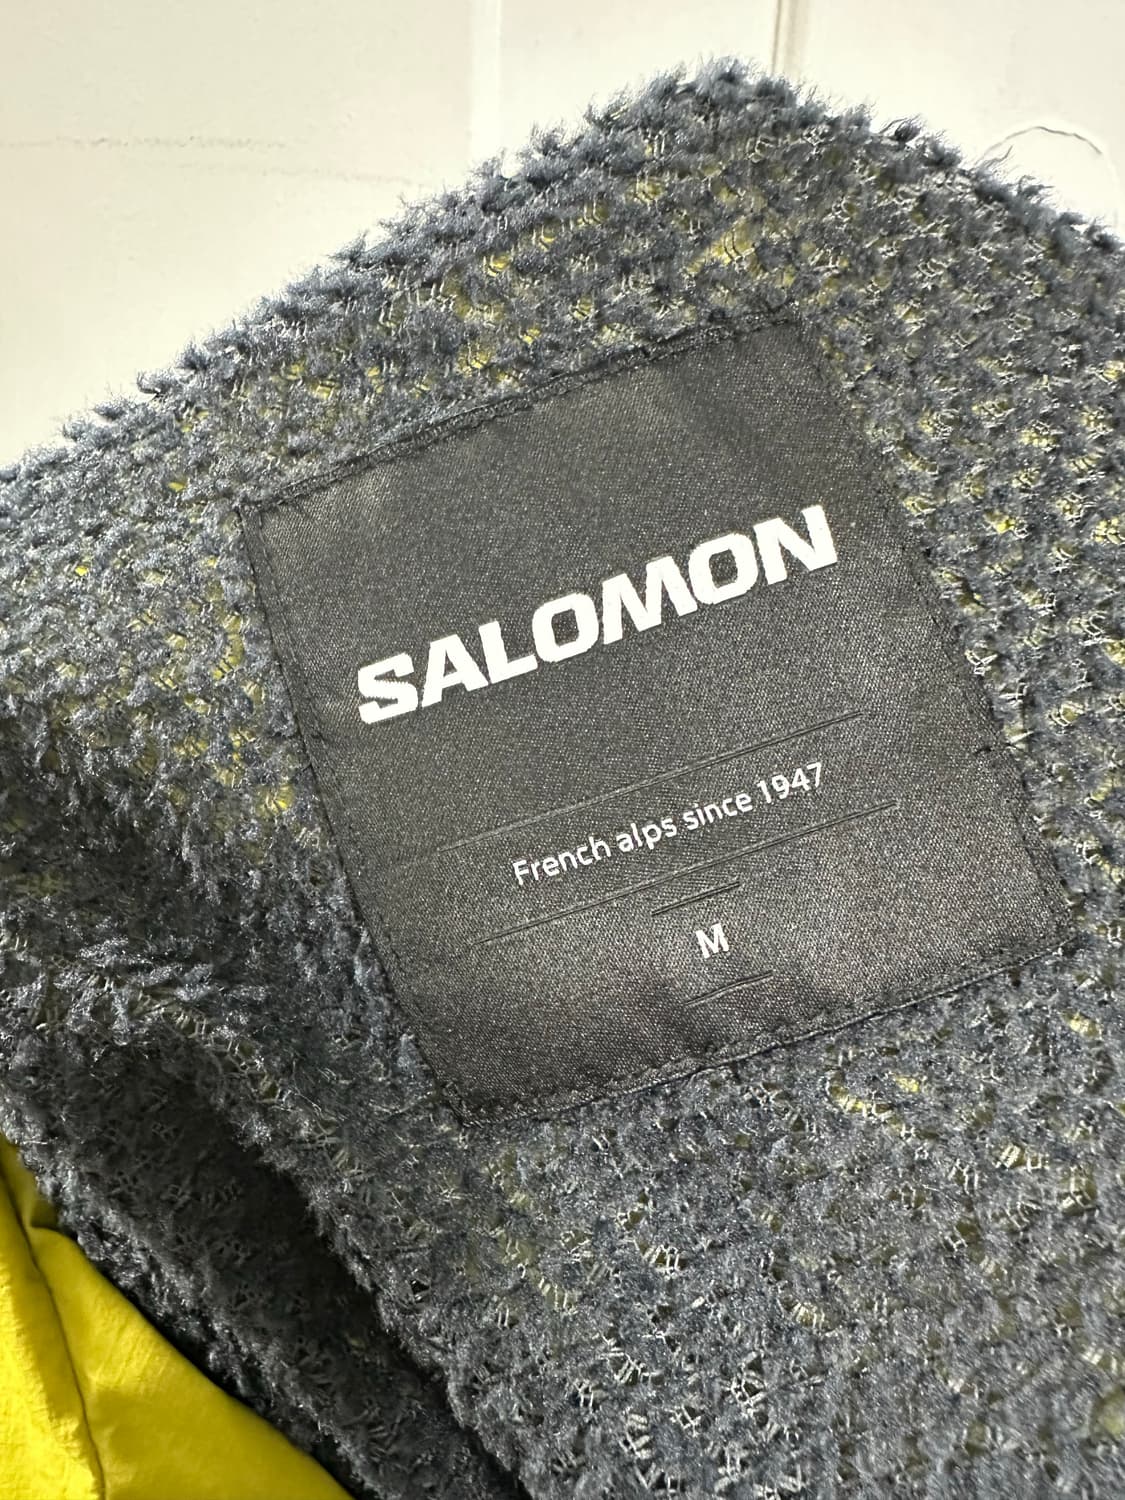 SALOMON
French alps since 1947
M